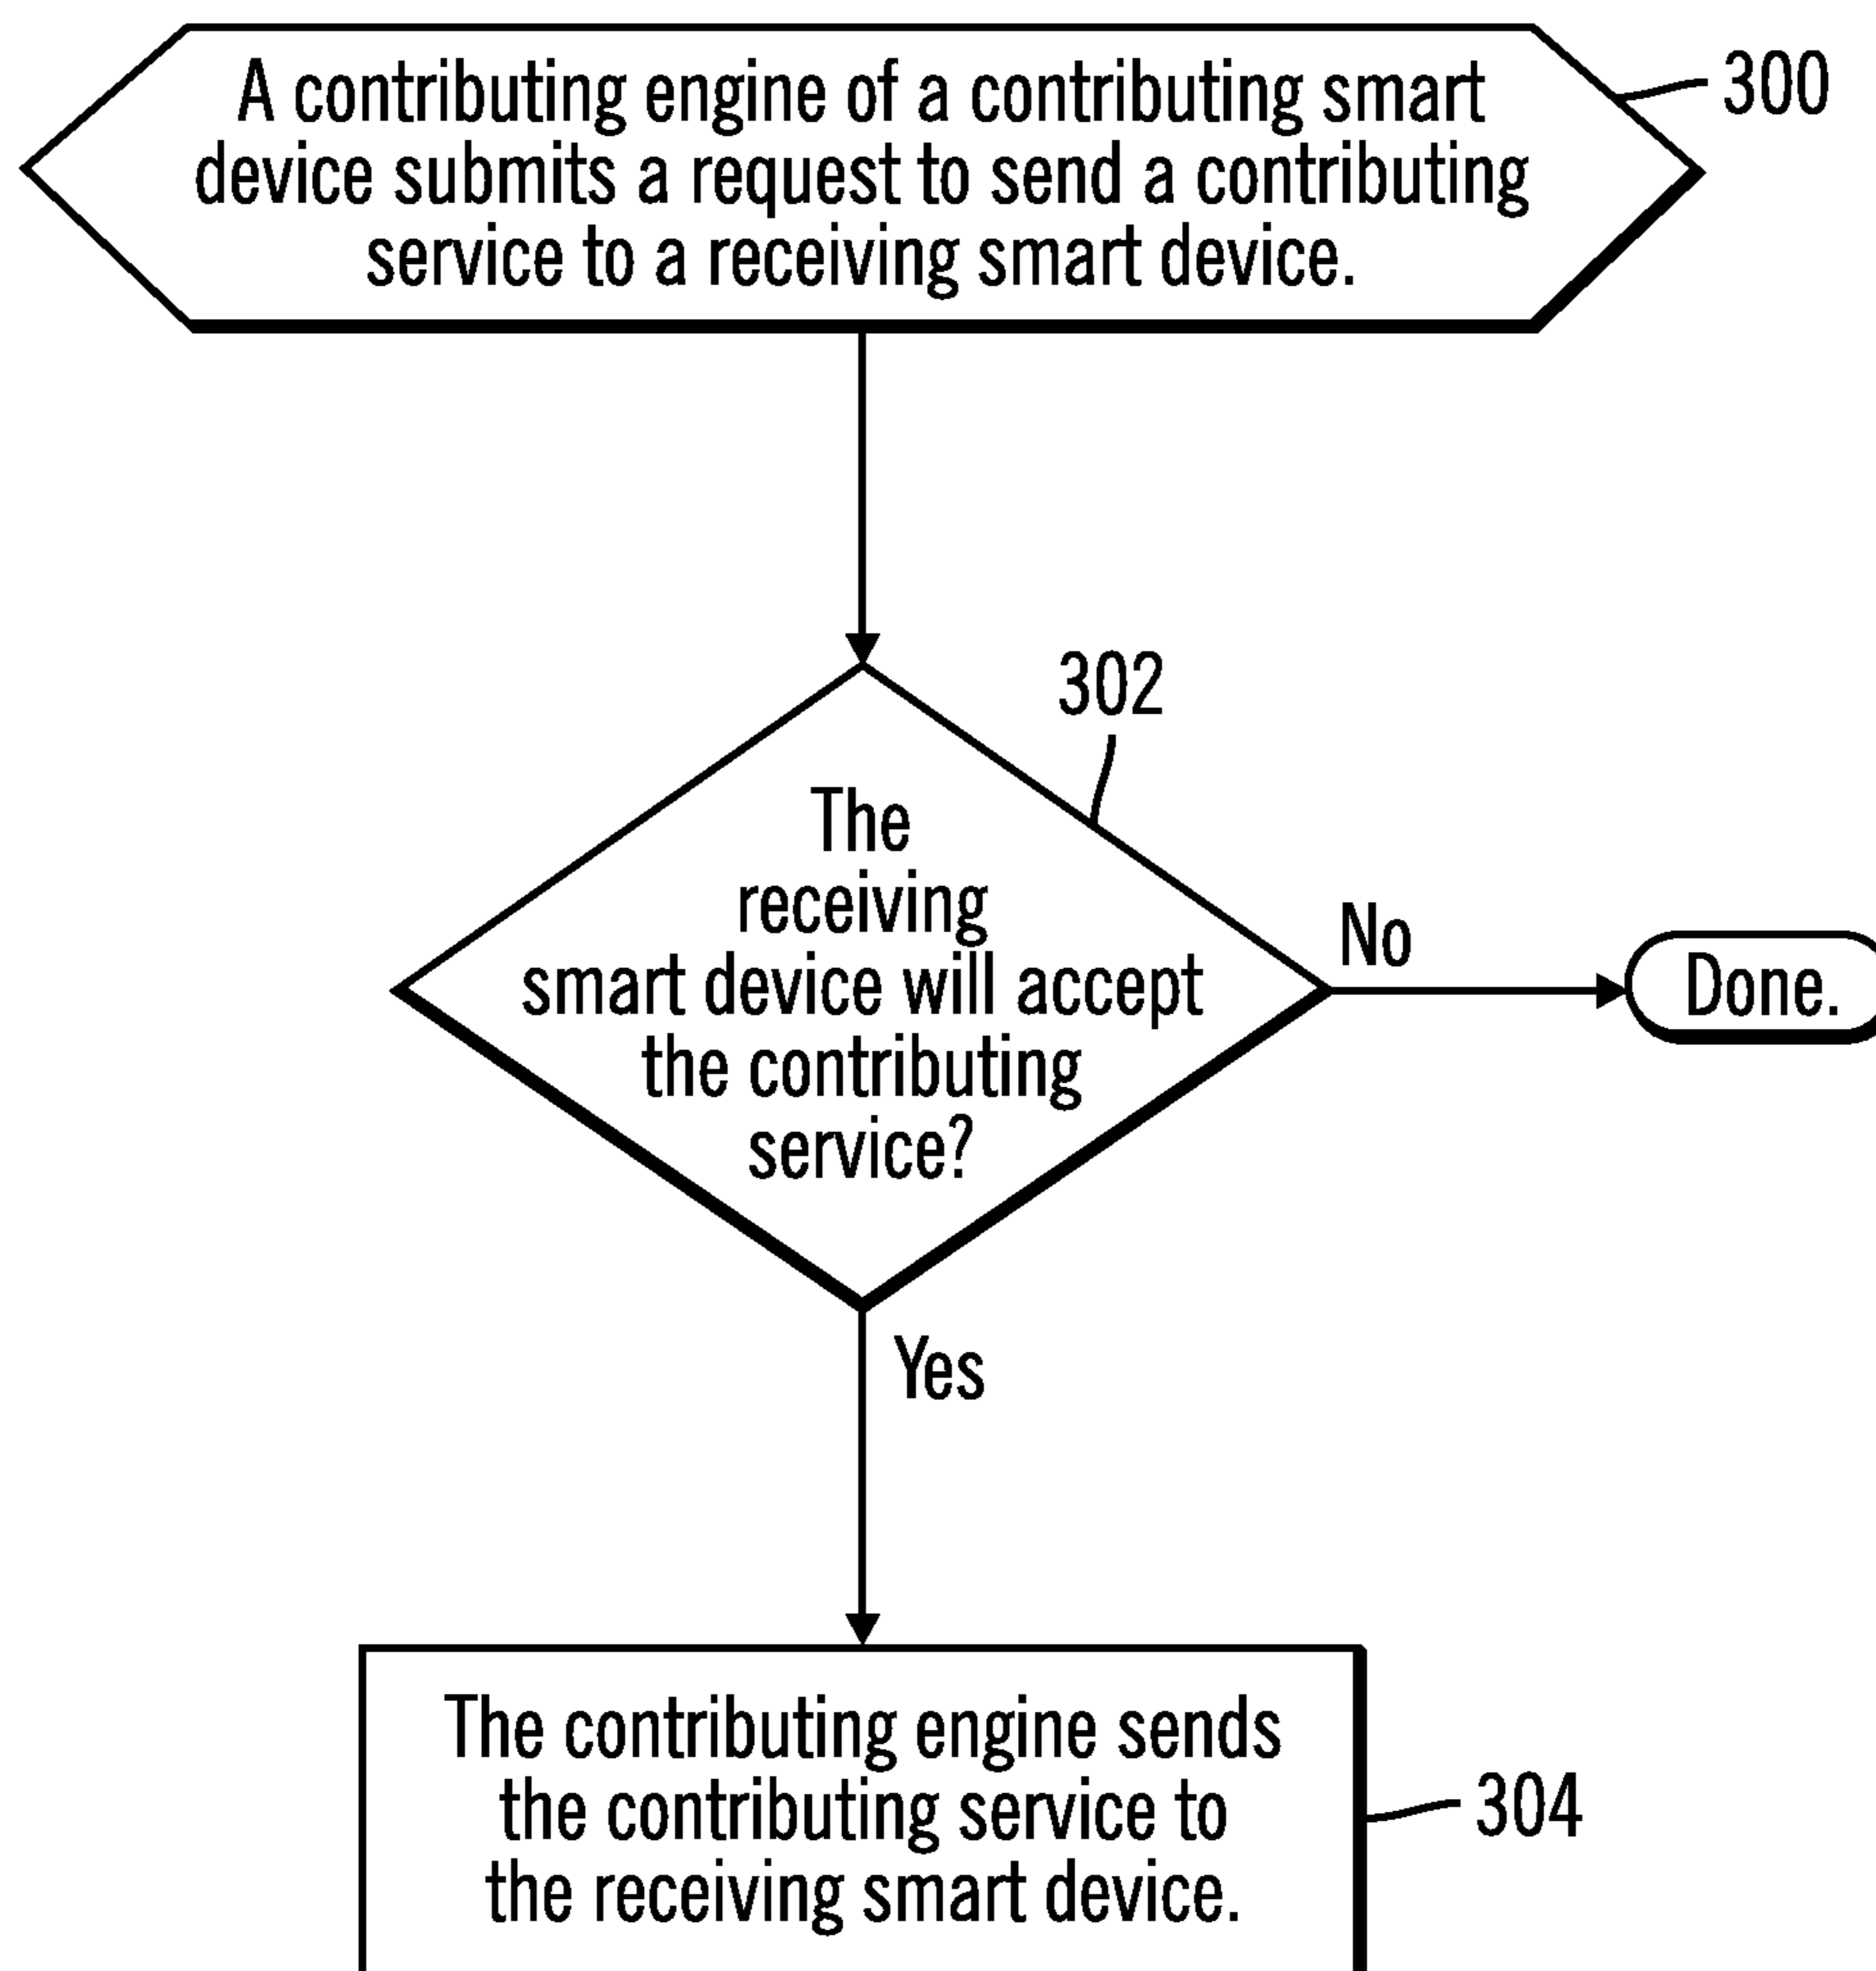 A contributing engine of a contributing smart
device submits a request to send a contributing
service to a receiving smart device.
300
302
The
receiving
smart device will accept
the contributing
service?
No
Done.
Yes
The contributing engine sends
the contributing service to
the receiving smart device.
304